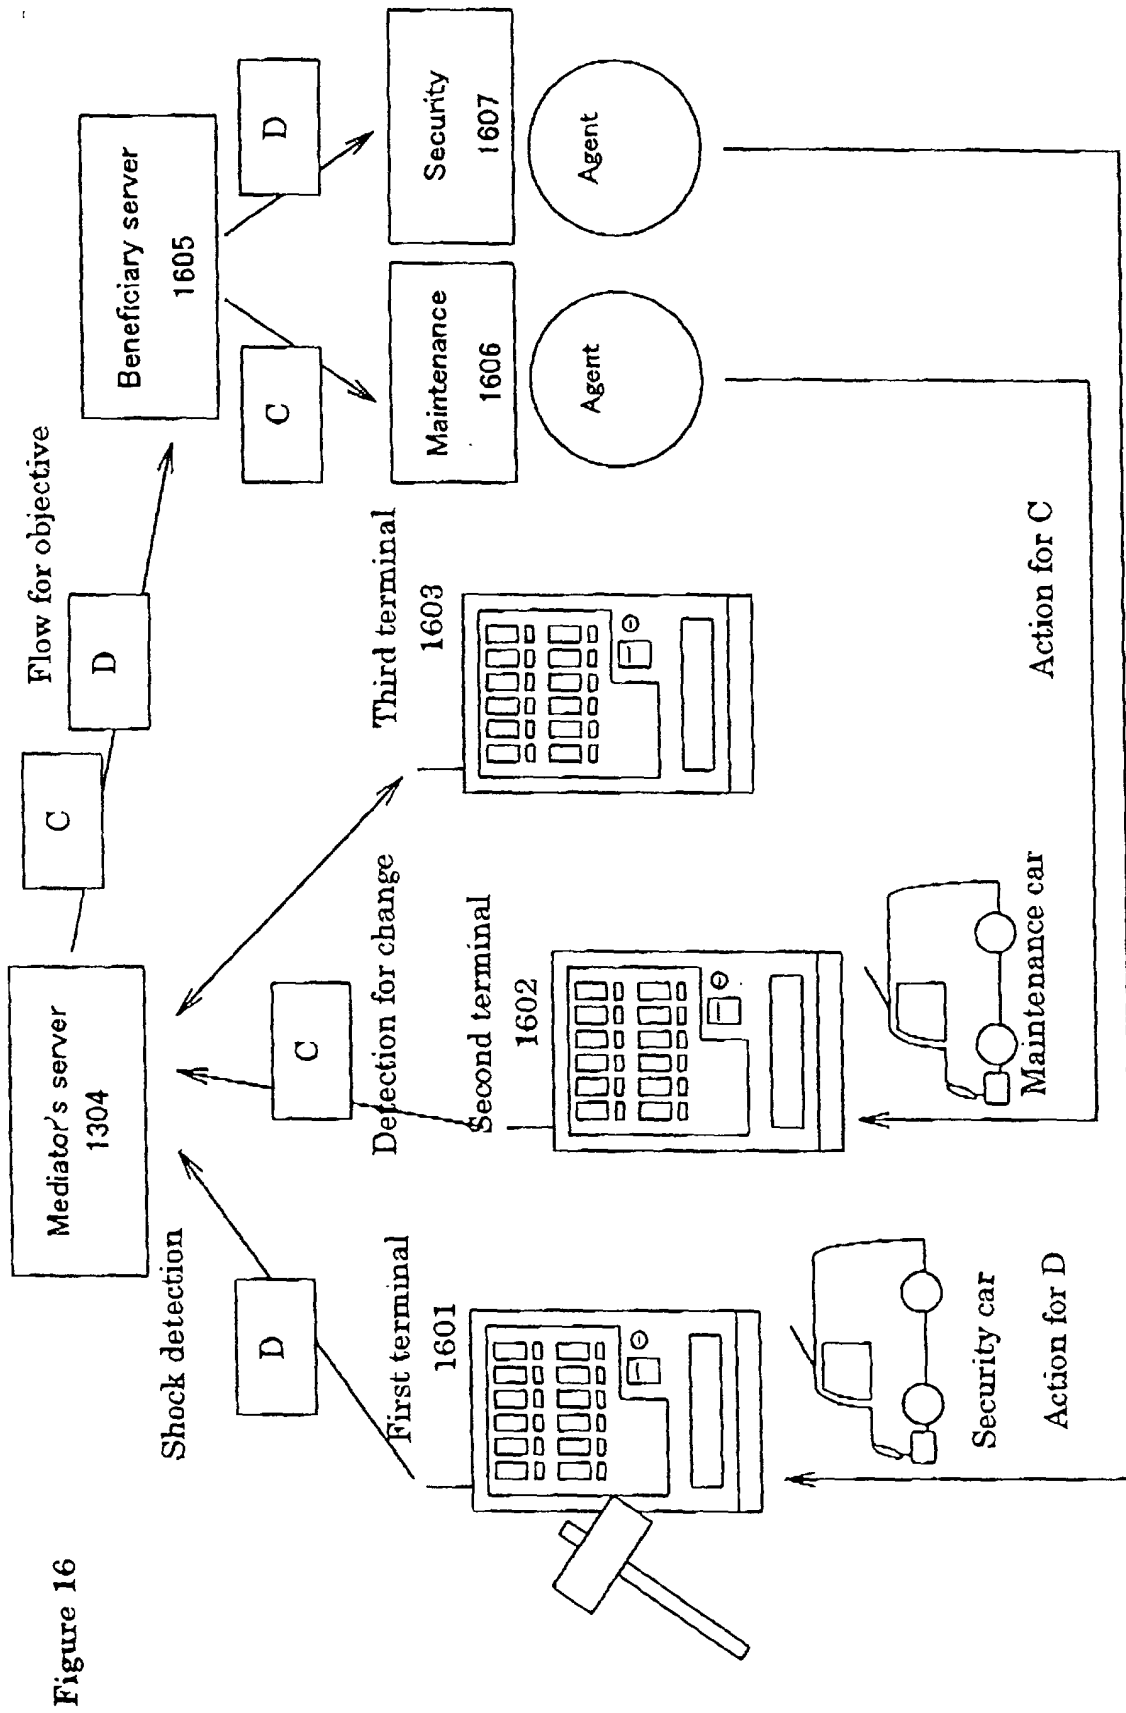 Figure 16
Mediator's server
1304
C
D
Flow for objective
Beneficiary server
1605
Shock detection
D
C
Detection for change
C
D
First terminal
1601
Second terminal
1602
Third terminal
1603
Maintenance
1606
Security
1607
Agent
Agent
Security car
Action for D
Maintenance car
Action for C